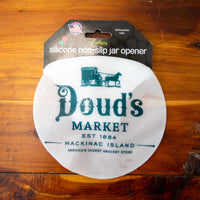 silicone non-slip jar opener
Doud's
MARKET
EST 1884
MACKINAC ISLAND
AMERICA'S OLDEST GROCERY STORE